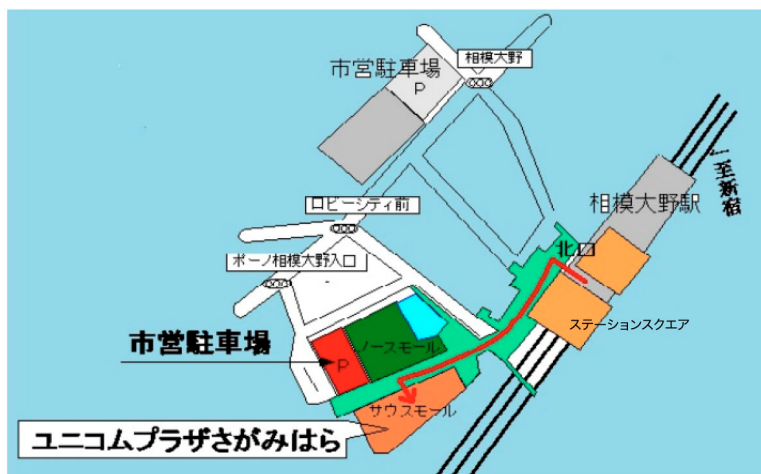 相模大野
市営駐車場
P
至新宿
相模大野駅
ロビーシティ前
北口
ボーノ相模大野入口
ステーションスクエア
市営駐車場
ノースモール
P
サウスモール
ユニコムプラザさがみはら